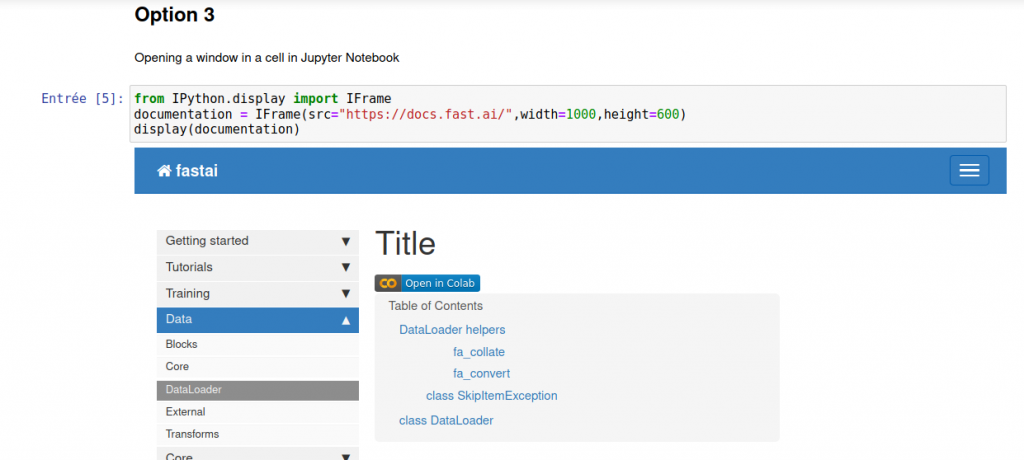 Option 3
Opening a window in a cell in Jupyter Notebook
Entrée [5]: from IPython.display import IFrame
documentation = IFrame(src="https://docs.fast.ai/",width=1000,height=600)
display(documentation)
fastai
Getting started ▼
Tutorials ▼
Training ▼
Data ▲
Blocks
Core
DataLoader
External
Transforms
Core ▼
Title
Open in Colab
Table of Contents
DataLoader helpers
fa_collate
fa_convert
class SkipItemException
class DataLoader